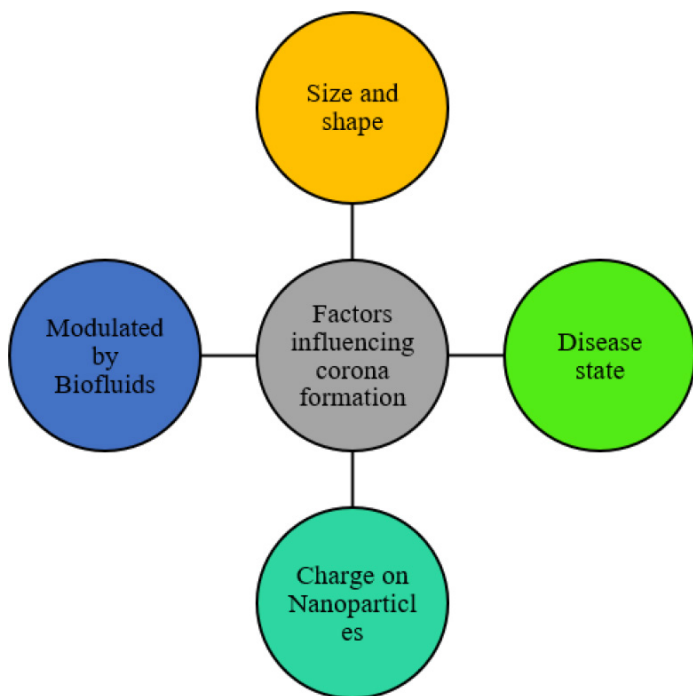 Size and
shape
Modulated
by
Biofluids
Factors
influencing
corona
formation
Disease
state
Charge on
Nanoparticl
es